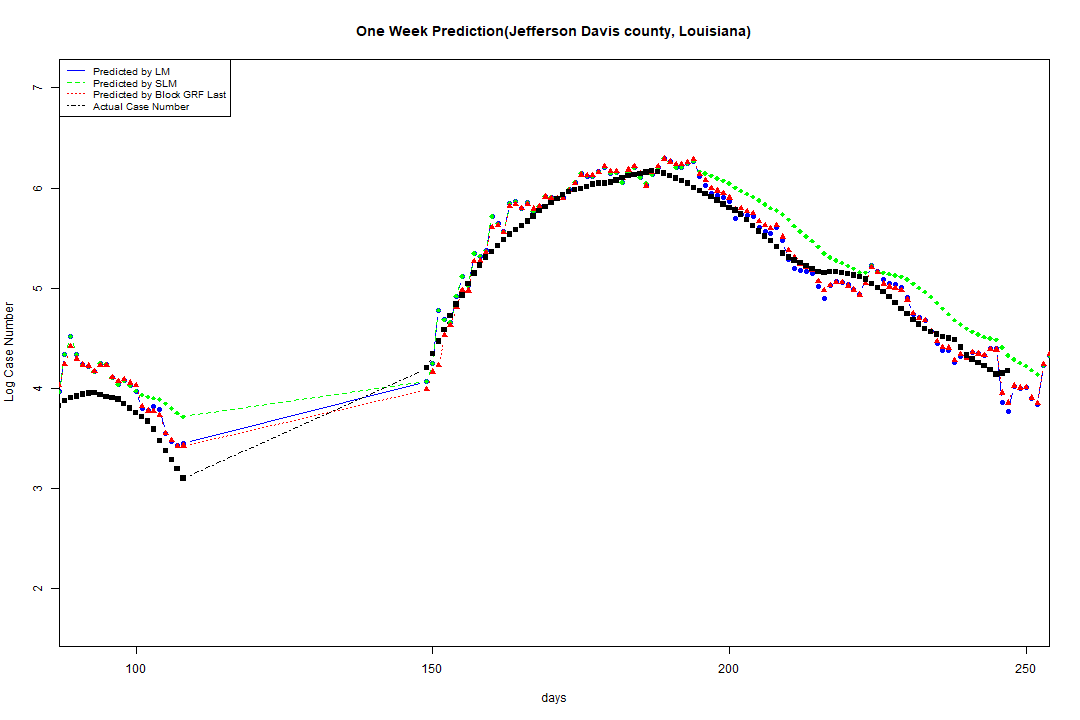 One Week Prediction(Jefferson Davis county, Louisiana)
Predicted by LM
Predicted by SLM
Predicted by Block GRF Last
Actual Case Number
Log Case Number
7
6
5
4
3
2
100 150 200 250
days